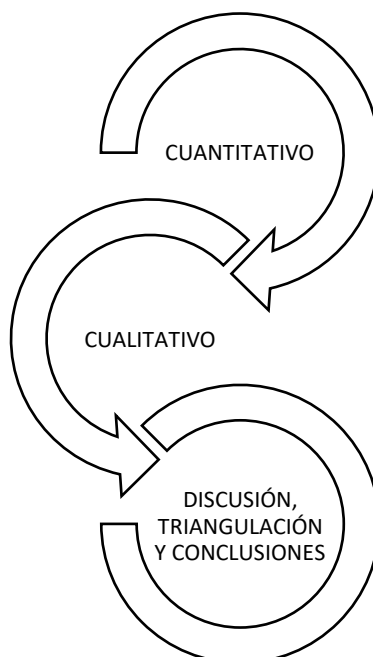 CUANTITATIVO
CUALITATIVO
DISCUSIÓN,
TRIANGULACIÓN
Y CONCLUSIONES